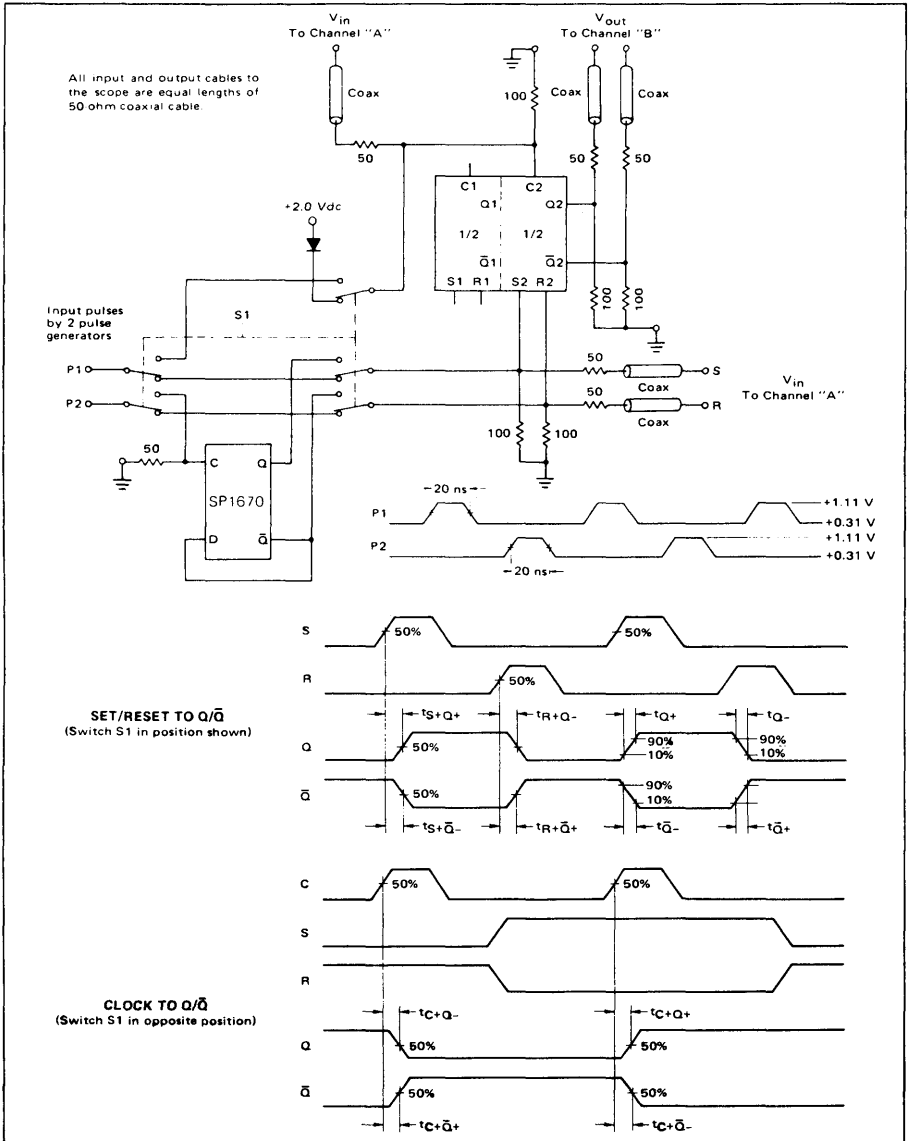 V in
To Channel "A"
V out
To Channel "B"
All input and output cables to
the scope are equal lengths of
50-ohm coaxial cable.
Coax
100
Coax
Coax
50
50
50
C1
C2
Q1
Q2
1/2
1/2
Q̅1
Q̅2
S1
R1
S2
R2
+2.0 Vdc
100
100
Input pulses
by 2 pulse
generators
S1
P1
P2
50
Coax
S
50
Coax
R
V in
To Channel "A"
100
100
50
C
Q
SP1670
D
Q̅
20 ns
P1
+1.11 V
+0.31 V
P2
+1.11 V
+0.31 V
20 ns
S
50%
50%
R
50%
SET/RESET TO Q/Q̅
(Switch S1 in position shown)
tS+Q+
tR+Q-
tQ+
tQ-
Q
50%
90%
10%
90%
10%
Q̅
50%
90%
10%
tS+Q̅-
tR+Q̅+
tQ̅-
tQ̅+
C
50%
50%
S
R
CLOCK TO Q/Q̅
(Switch S1 in opposite position)
tC+Q-
tC+Q+
Q
50%
50%
Q̅
50%
50%
tC+Q̅+
tC+Q̅-